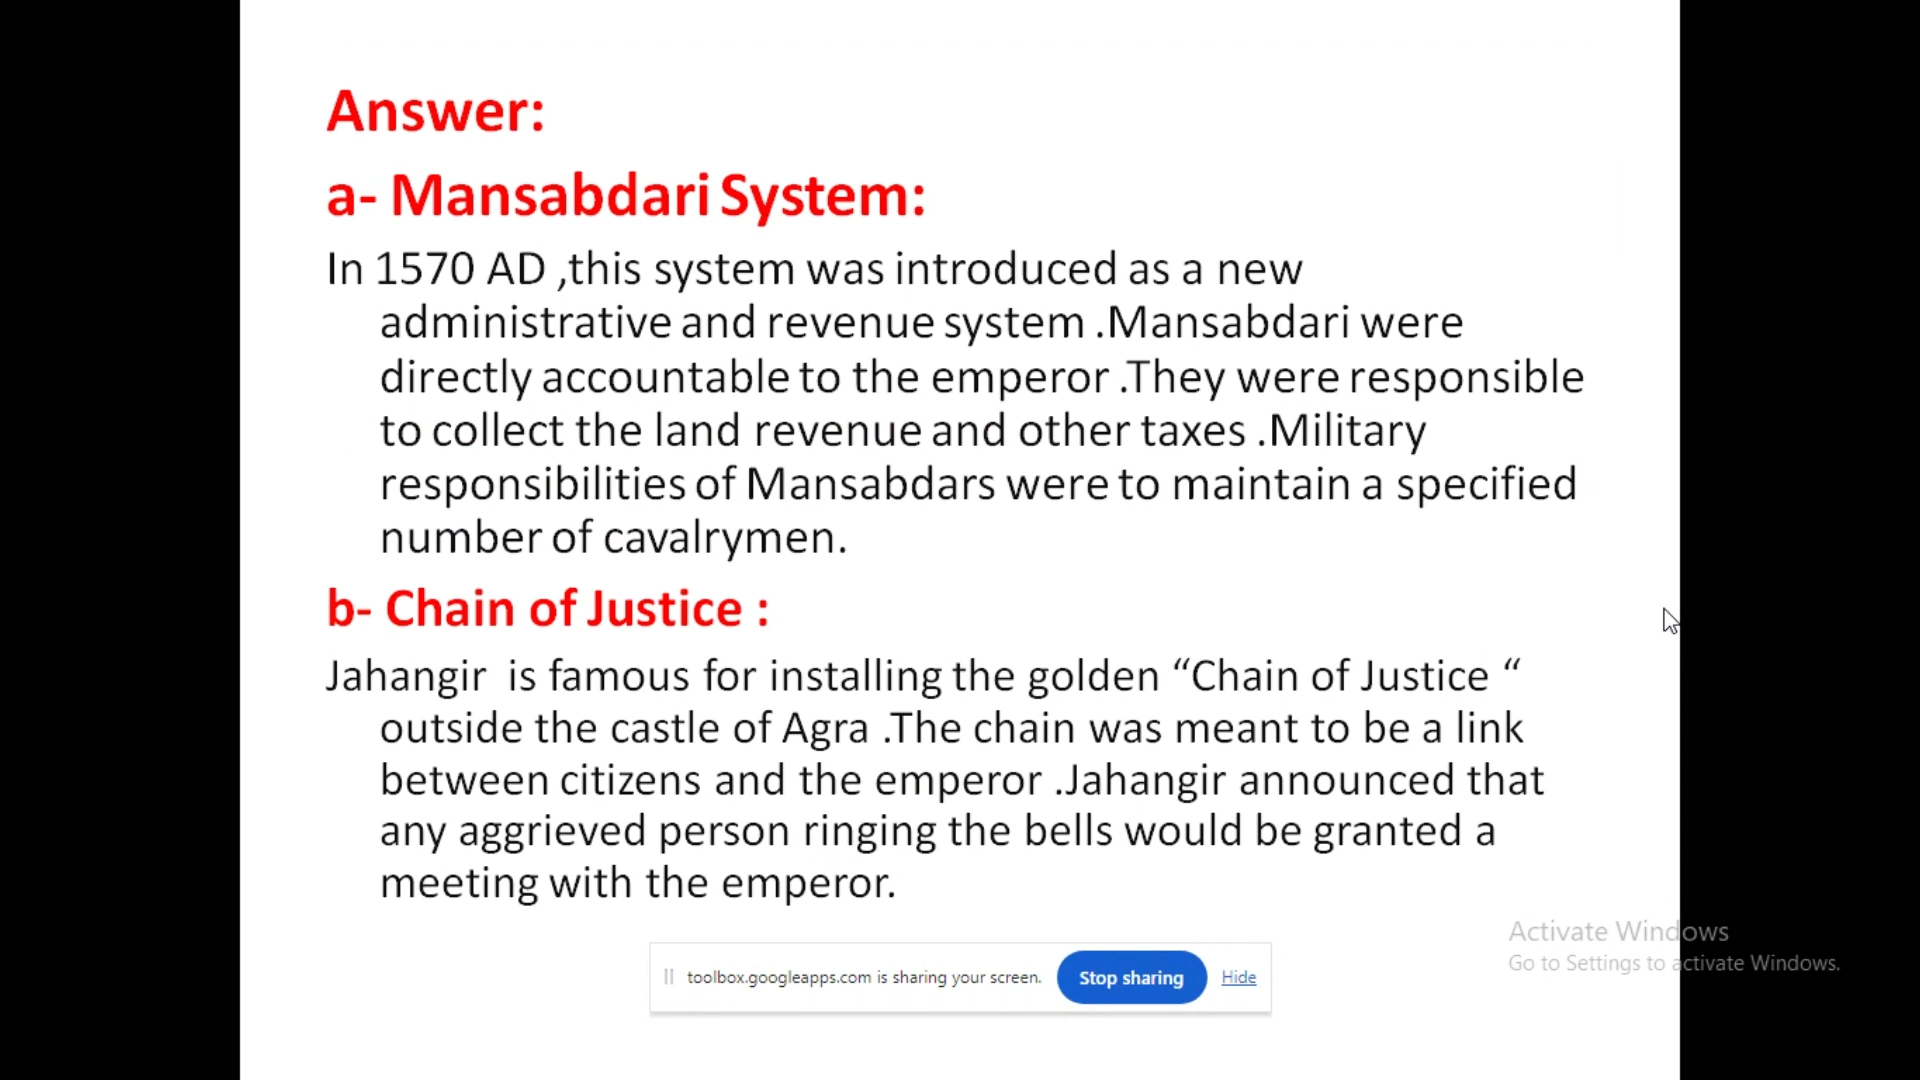 Answer:
a- Mansabdari System:
In 1570 AD ,this system was introduced as a new
administrative and revenue system .Mansabdari were
directly accountable to the emperor .They were responsible
to collect the land revenue and other taxes .Military
responsibilities of Mansabdars were to maintain a specified
number of cavalrymen.
b- Chain of Justice :
Jahangir  is famous for installing the golden “Chain of Justice “
outside the castle of Agra .The chain was meant to be a link
between citizens and the emperor .Jahangir announced that
any aggrieved person ringing the bells would be granted a
meeting with the emperor.
Activate Windows
Go to Settings to activate Windows.
toolbox.googleapps.com is sharing your screen. Stop sharing Hide